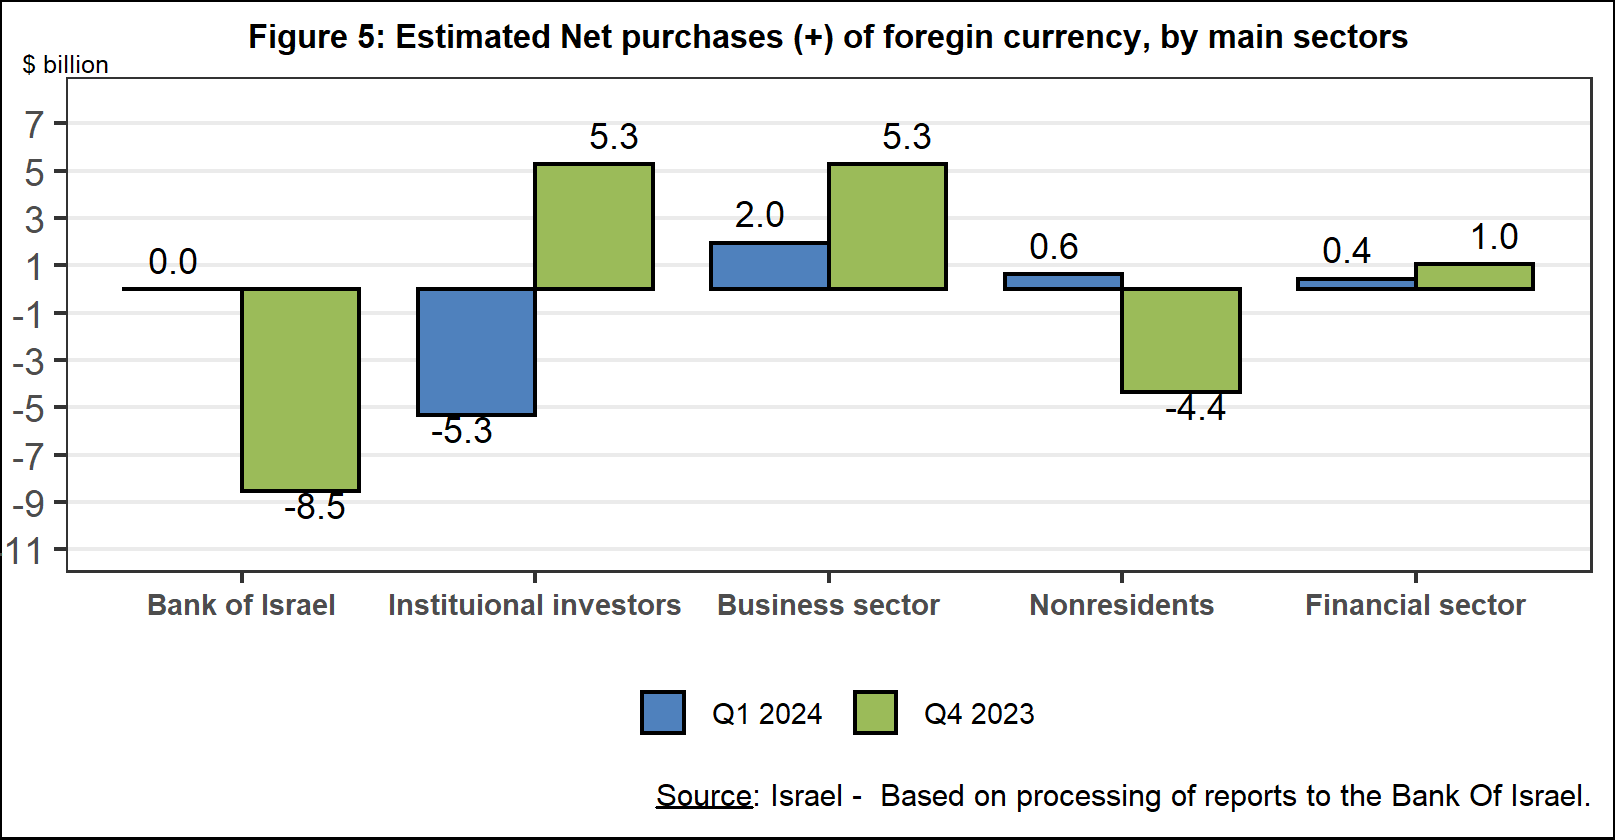 Figure 5: Estimated Net purchases (+) of foregin currency, by main sectors
$ billion
7
5
3
1
-1
-3
-5
-7
-9
11
0.0
-8.5
-5.3
5.3
2.0
5.3
0.6
-4.4
0.4
1.0
Bank of Israel
Instituional investors
Business sector
Nonresidents
Financial sector
Q1 2024
Q4 2023
Source: Israel -  Based on processing of reports to the Bank Of Israel.